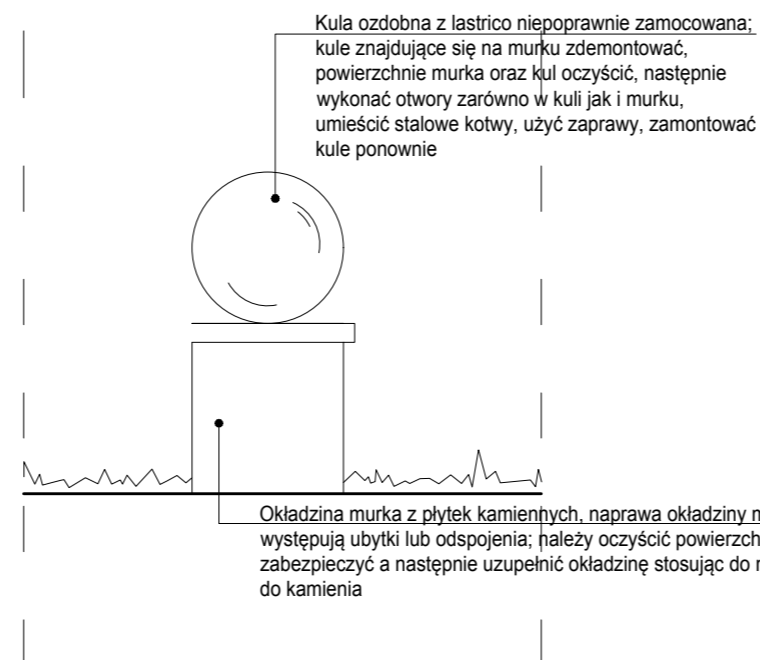 Kula ozdobna z lastrico niepoprawnie zamocowana;
kule znajdujące się na murku zdemontować,
powierzchnie murka oraz kul oczyścić, następnie
wykonać otwory zarówno w kuli jak i murku,
umieścić stalowe kotwy, użyć zaprawy, zamontować
kule ponownie
Okładzina murka z płytek kamiennych, naprawa okładziny
występują ubytki lub odspojenia; należy oczyścić
zabezpieczyć a następnie uzupełnić okładzinę stosując do
do kamienia